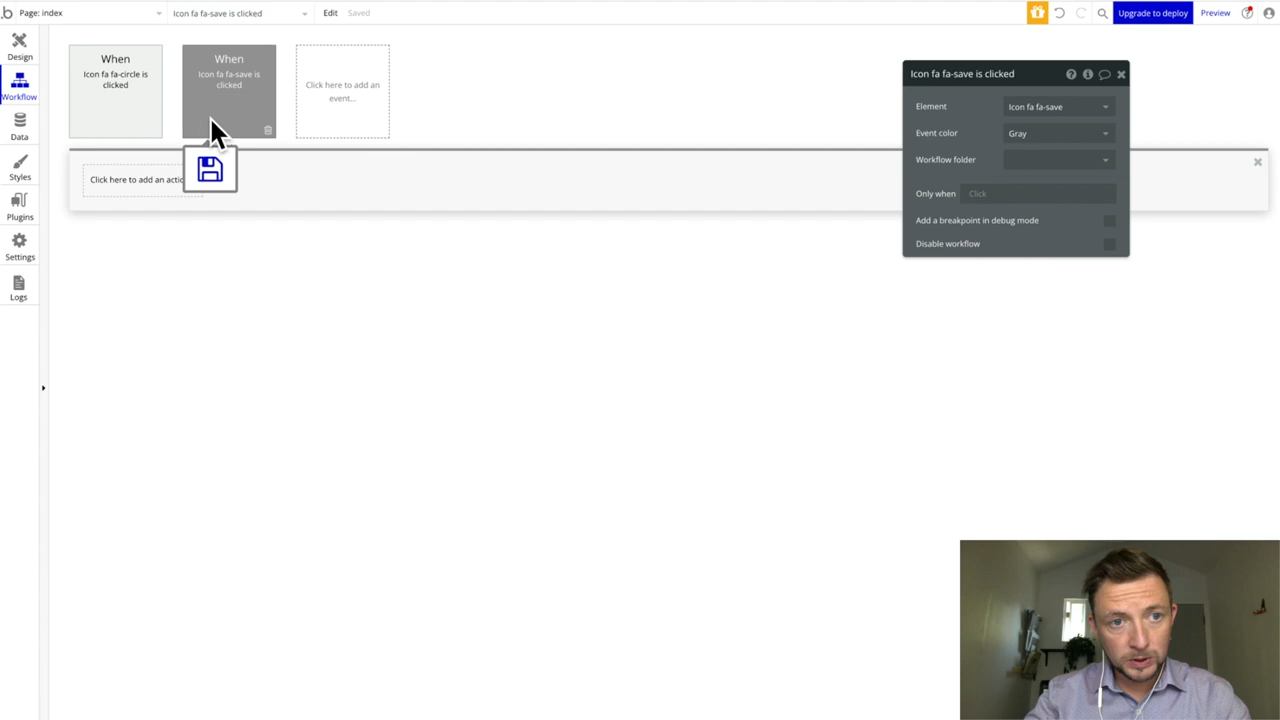 Page: index
Icon fa fa-save is clicked
Edit
Saved
Upgrade to deploy
Preview
Design
Workflow
Data
Styles
Plugins
Settings
Logs
When
Icon fa fa-circle is
clicked
When
Icon fa fa-save is
clicked
Click here to add an
event...
Click here to add an actio
Icon fa fa-save is clicked
Element
Icon fa fa-save
Event color
Gray
Workflow folder
Only when
Click
Add a breakpoint in debug mode
Disable workflow